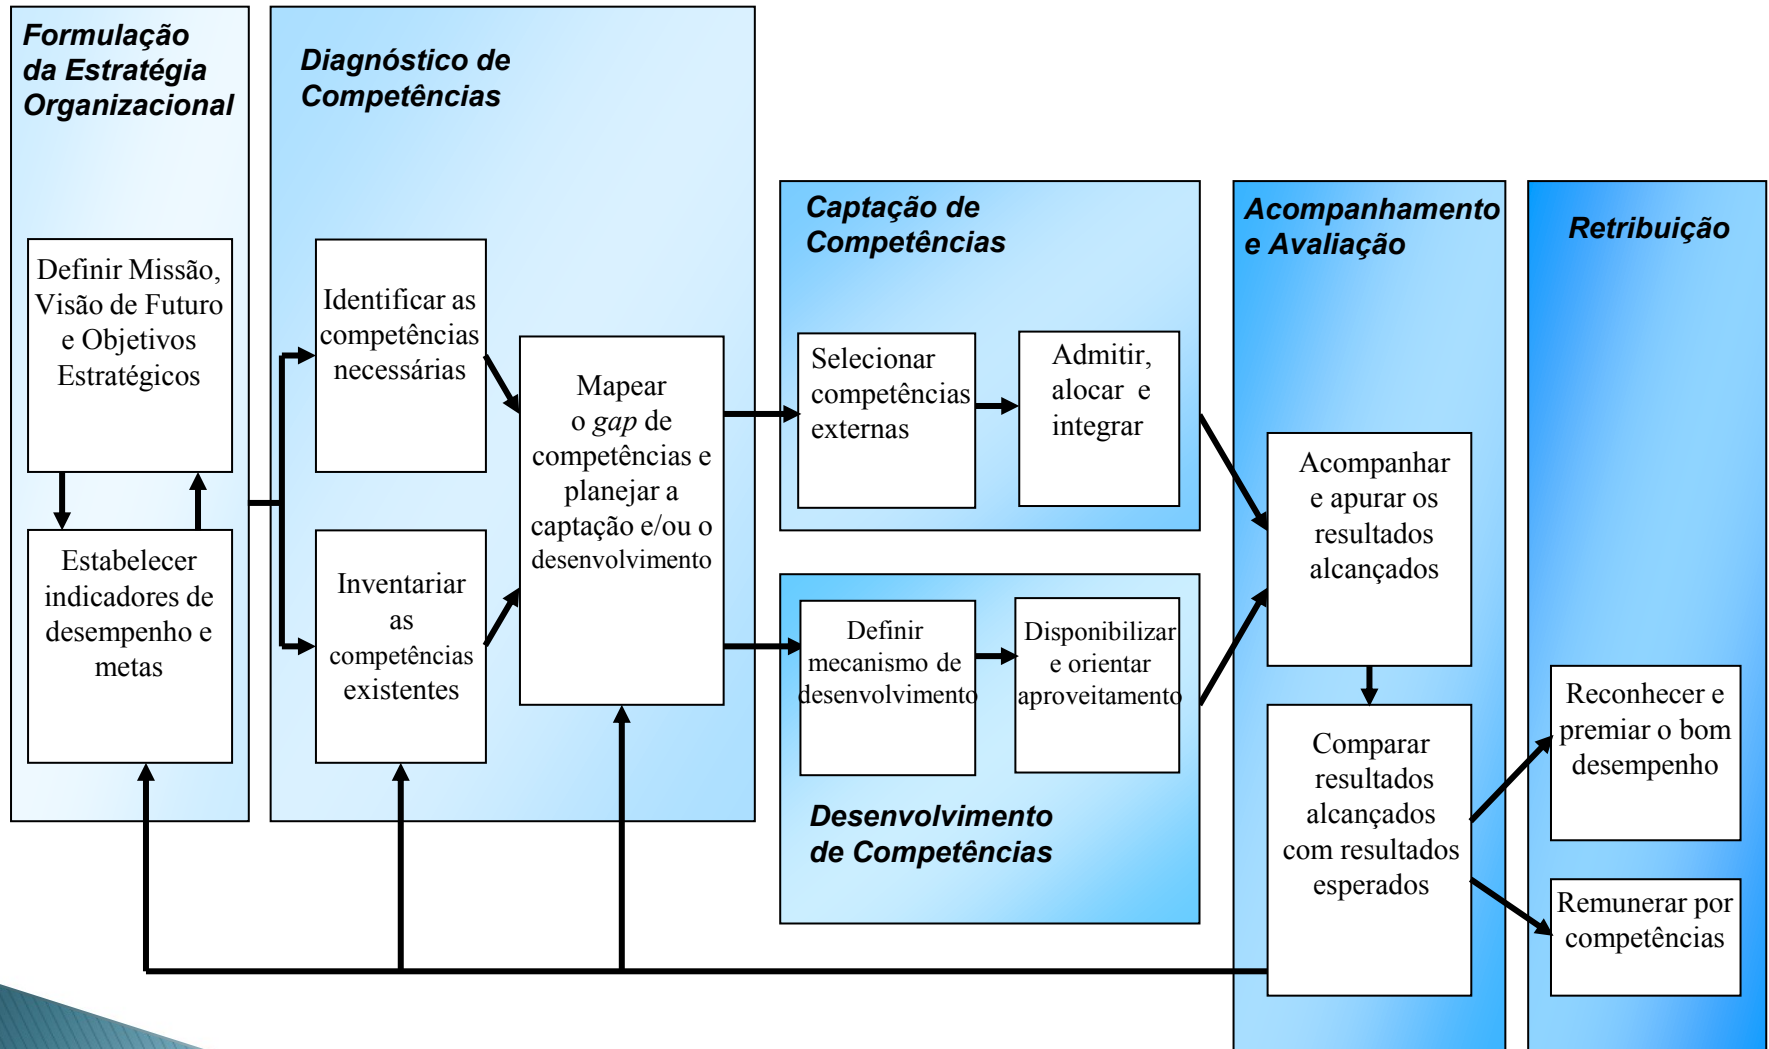 Formulação
da Estratégia
Organizacional
Definir Missão,
Visão de Futuro
e Objetivos
Estratégicos
Estabelecer
indicadores de
desempenho e
metas
Diagnóstico de
Competências
Identificar as
competências
necessárias
Inventariar
as
competências
existentes
Mapear
o gap de
competências e
planejar a
captação e/ou o
desenvolvimento
Captação de
Competências
Selecionar
competências
externas
Admitir,
alocar e
integrar
Definir
mecanismo de
desenvolvimento
Disponibilizar
e orientar
aproveitamento
Desenvolvimento
de Competências
Acompanhamento
e Avaliação
Acompanhar
e apurar os
resultados
alcançados
Comparar
resultados
alcançados
com resultados
esperados
Retribuição
Reconhecer e
premiar o bom
desempenho
Remunerar por
competências